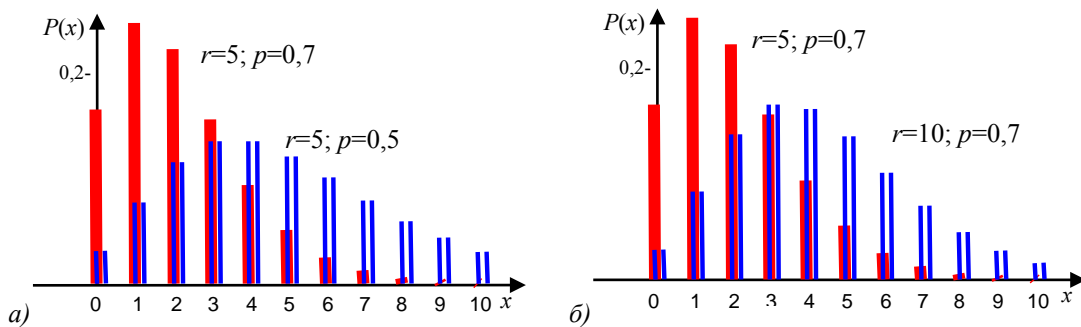 P(x)
0,2-
r=5; p=0,7
r=5; p=0,5
0 1 2 3 4 5 6 7 8 9 10 x
а)
P(x)
0,2-
r=5; p=0,7
r=10; p=0,7
0 1 2 3 4 5 6 7 8 9 10 x
б)